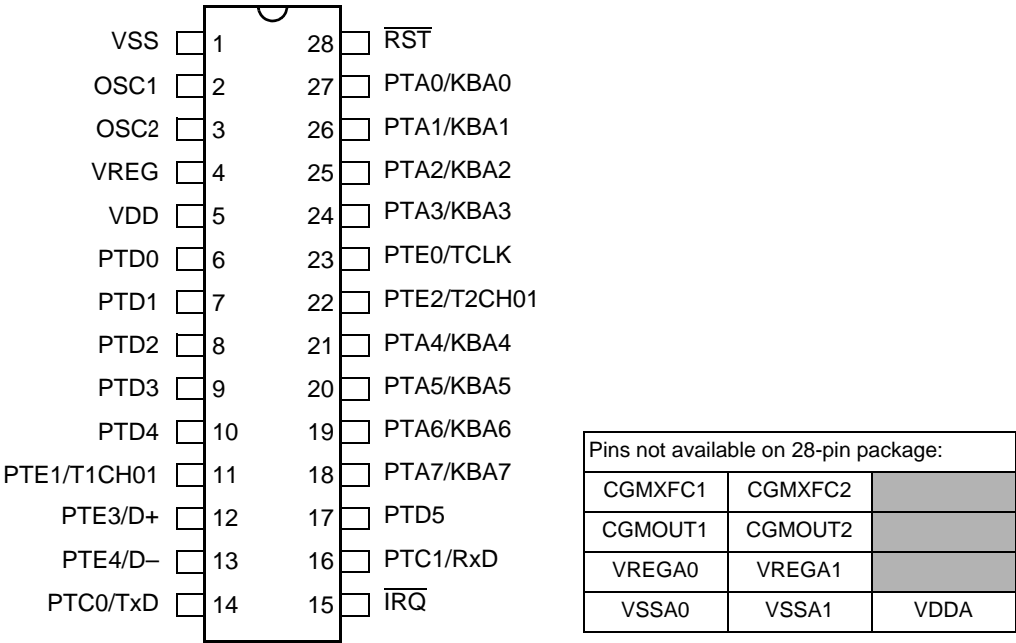 VSS 1 28 RST
OSC1 2 27 PTA0/KBA0
OSC2 3 26 PTA1/KBA1
VREG 4 25 PTA2/KBA2
VDD 5 24 PTA3/KBA3
PTD0 6 23 PTE0/TCLK
PTD1 7 22 PTE2/T2CH01
PTD2 8 21 PTA4/KBA4
PTD3 9 20 PTA5/KBA5
PTD4 10 19 PTA6/KBA6
PTE1/T1CH01 11 18 PTA7/KBA7
PTE3/D+ 12 17 PTD5
PTE4/D– 13 16 PTC1/RxD
PTC0/TxD 14 15 IRQ
Pins not available on 28-pin package:
CGMXFC1 CGMXFC2
CGMOUT1 CGMOUT2
VREGA0 VREGA1
VSSA0 VSSA1 VDDA